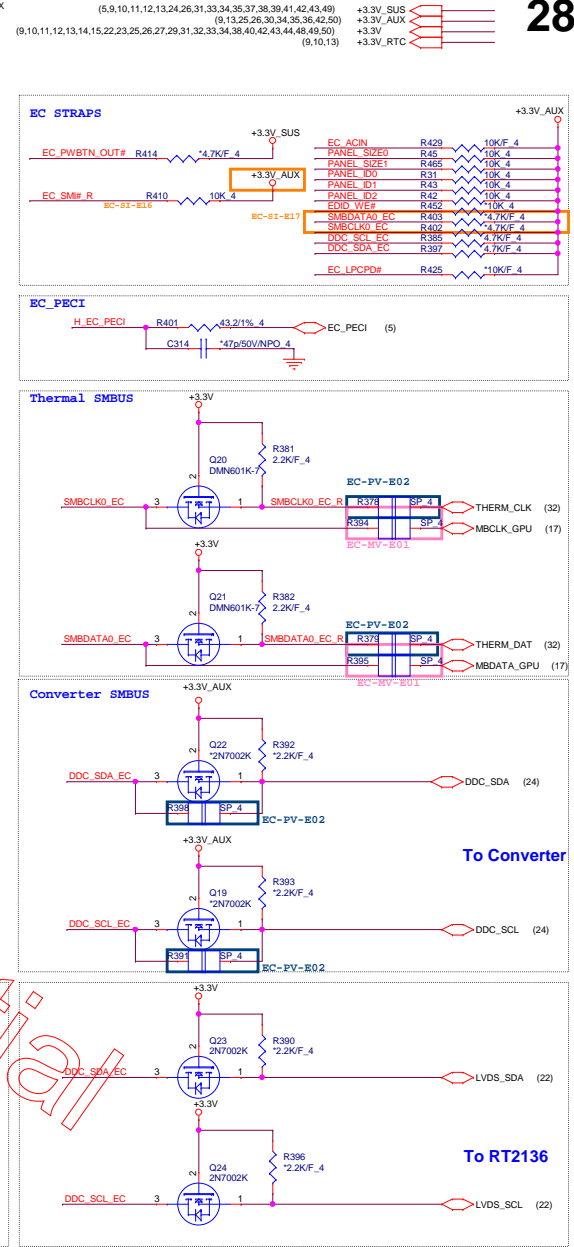 X
(5,9,10,11,12,13,24,26,31,33,34,35,37,38,39,41,42,43,49) +3.3V_SUS
(9,13,25,26,30,34,35,36,42,50) +3.3V_AUX
(9,10,11,12,13,14,15,22,23,25,26,27,29,31,32,33,34,38,40,42,43,44,48,49,50) +3.3V
(9,10,13) +3.3V_RTC
28
EC STRAPS
+3.3V_AUX
+3.3V_SUS
EC_PWBTN_OUT# R414 *4.7K/F_4
+3.3V_AUX
EC_SMI#_R R410 10K_4
EC-SI-E16
EC-SI-E17
EC_ACIN R429 10K/F_4
PANEL_SIZE0 R45 10K_4
PANEL_SIZE1 R465 10K_4
PANEL_ID0 R31 10K_4
PANEL_ID1 R43 10K_4
PANEL_ID2 R42 10K_4
EDID_WE# R452 *10K_4
SMBDATA0_EC R403 *4.7K/F_4
SMBCLK0_EC R402 *4.7K/F_4
DDC_SCL_EC R385 4.7K/F_4
DDC_SDA_EC R397 4.7K/F_4
EC_LPCPD# R425 *10K/F_4
EC_PECI
H_EC_PECI R401 43.2/1%_4 EC_PECI (5)
C314 *47p/50V/NPO_4
Thermal SMBUS
+3.3V
Q20
DMN601K-7
R381
2.2K/F_4
EC-PV-E02
SMBCLK0_EC 3 2 1 SMBCLK0_EC_R R378 SP_4 THERM_CLK (32)
R394 SP_4 MBCLK_GPU (17)
EC-MV-E01
+3.3V
Q21
DMN601K-7
R382
2.2K/F_4
EC-PV-E02
SMBDATA0_EC 3 2 1 SMBDATA0_EC_R R379 SP_4 THERM_DAT (32)
R395 SP_4 MBDATA_GPU (17)
EC-MV-E01
Converter SMBUS
+3.3V_AUX
Q22
*2N7002K
R392
*2.2K/F_4
DDC_SDA_EC 3 2 1 DDC_SDA (24)
R398 SP_4
EC-PV-E02
+3.3V_AUX
To Converter
Q19
*2N7002K
R393
*2.2K/F_4
DDC_SCL_EC 3 2 1 DDC_SCL (24)
R391 SP_4
EC-PV-E02
+3.3V
Q23
2N7002K
R390
*2.2K/F_4
DDC_SDA_EC 3 2 1 LVDS_SDA (22)
+3.3V
To RT2136
Q24
2N7002K
R396
*2.2K/F_4
DDC_SCL_EC 3 2 1 LVDS_SCL (22)
ial